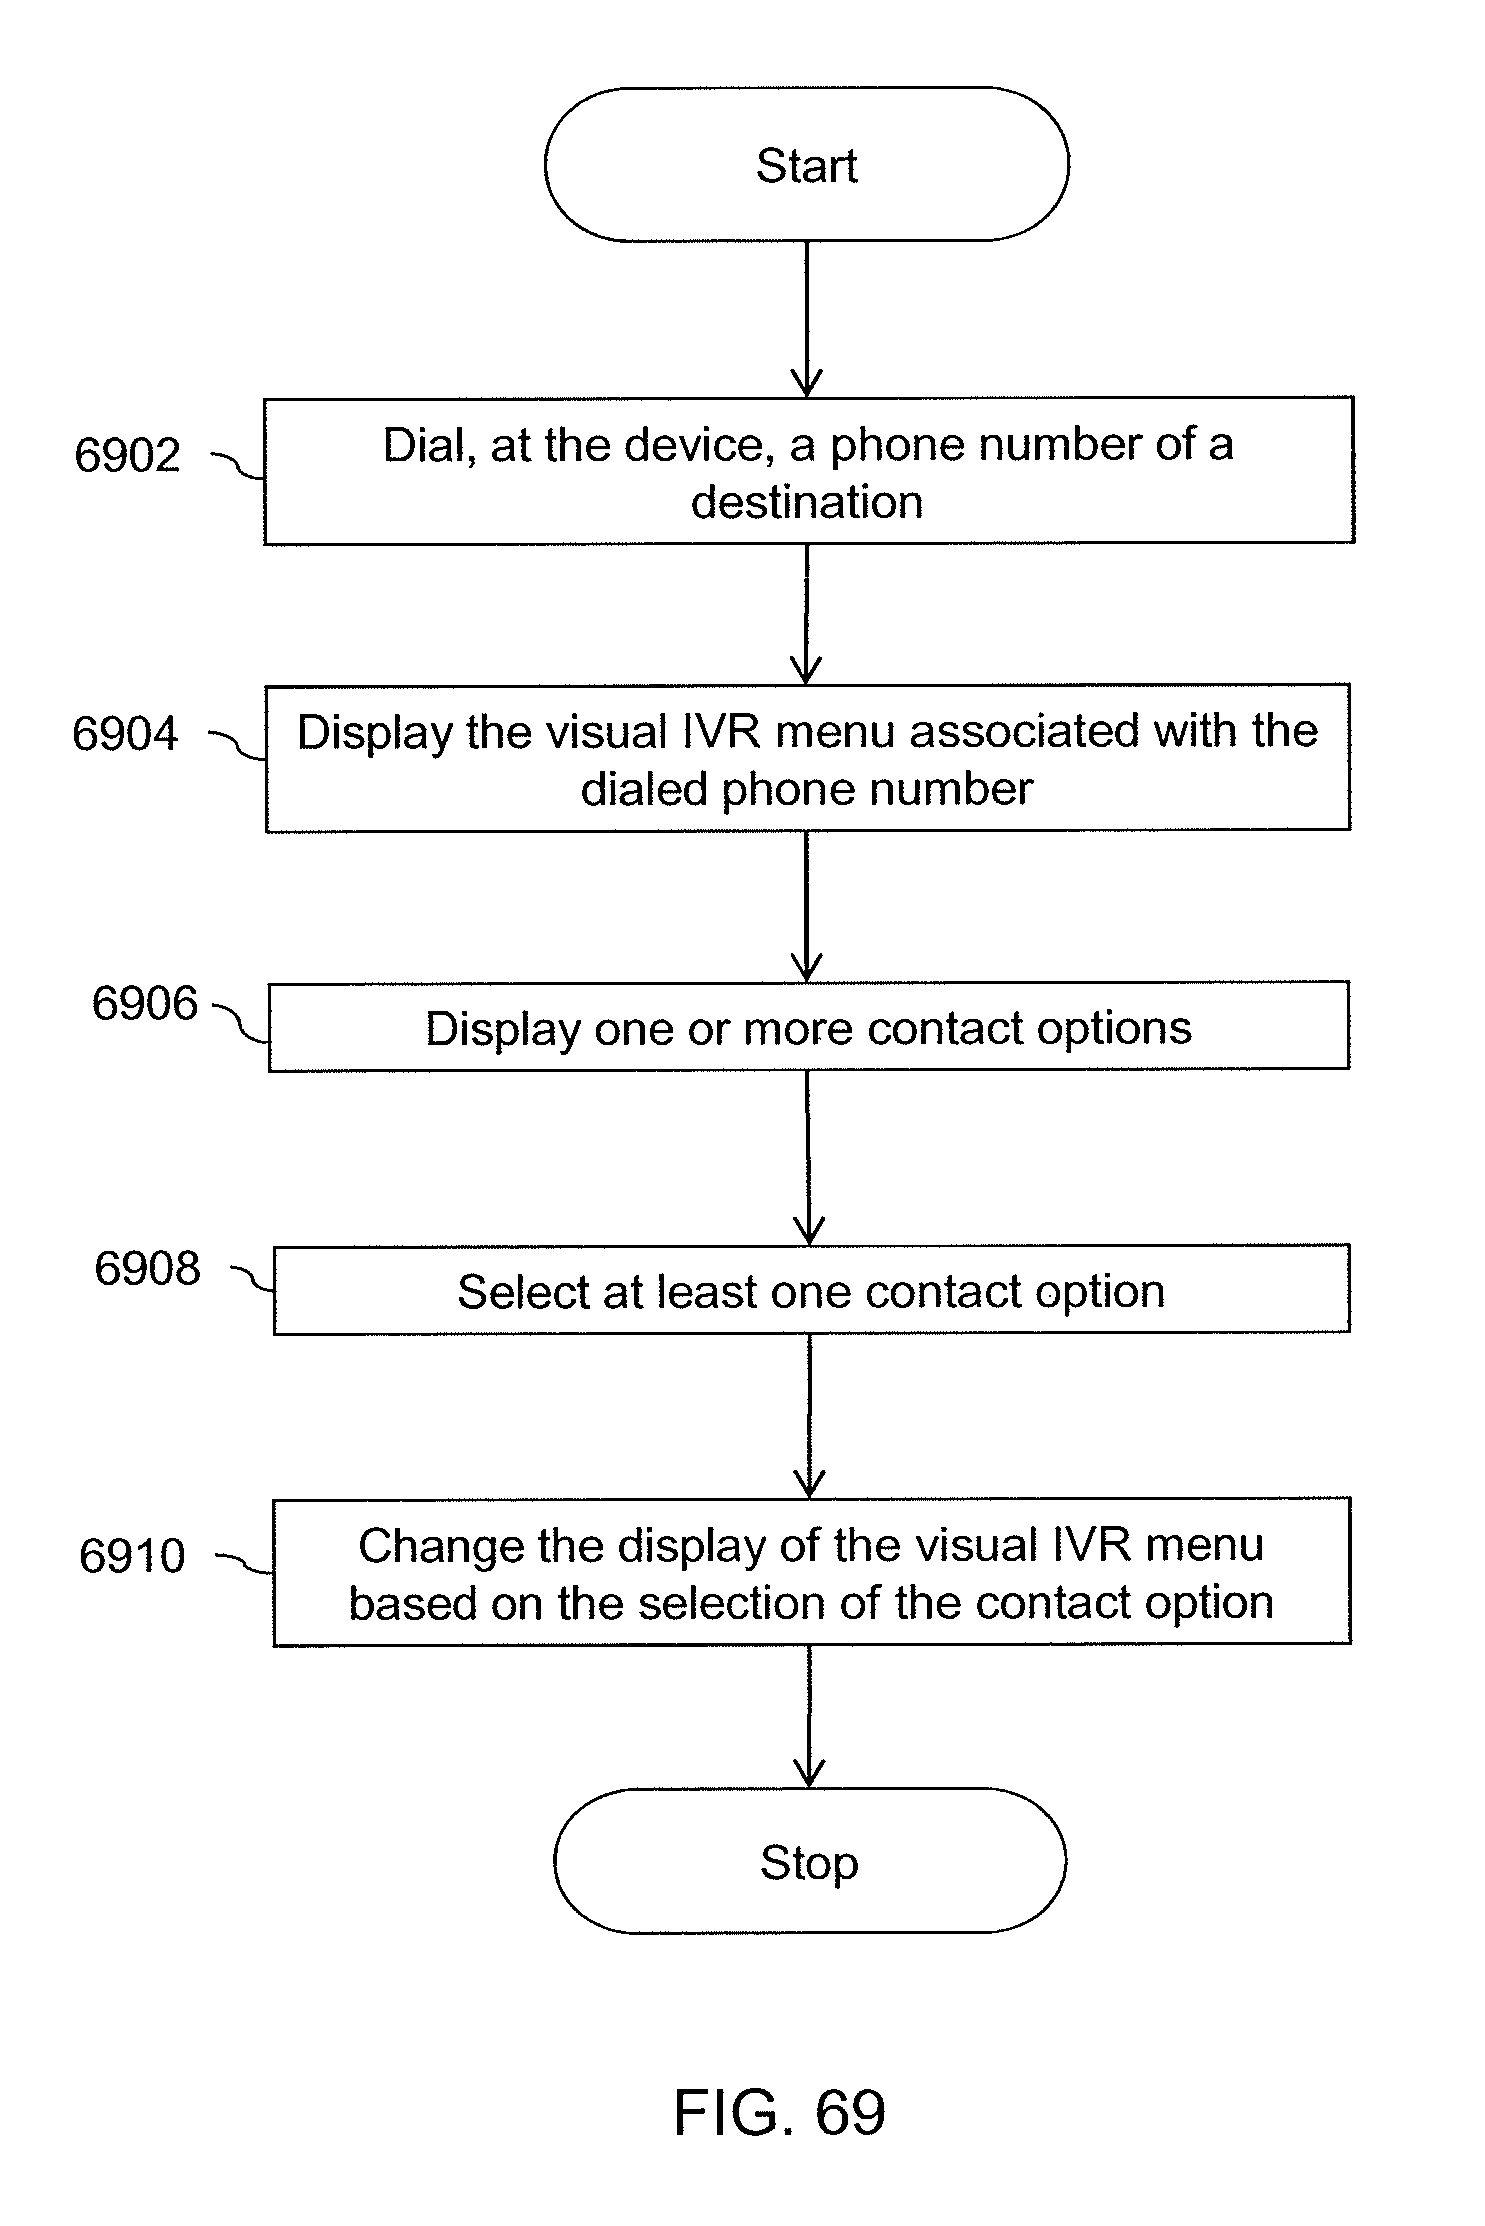 Start
6902
Dial, at the device, a phone number of a
destination
6904
Display the visual IVR menu associated with the
dialed phone number
6906
Display one or more contact options
6908
Select at least one contact option
6910
Change the display of the visual IVR menu
based on the selection of the contact option
Stop
FIG. 69